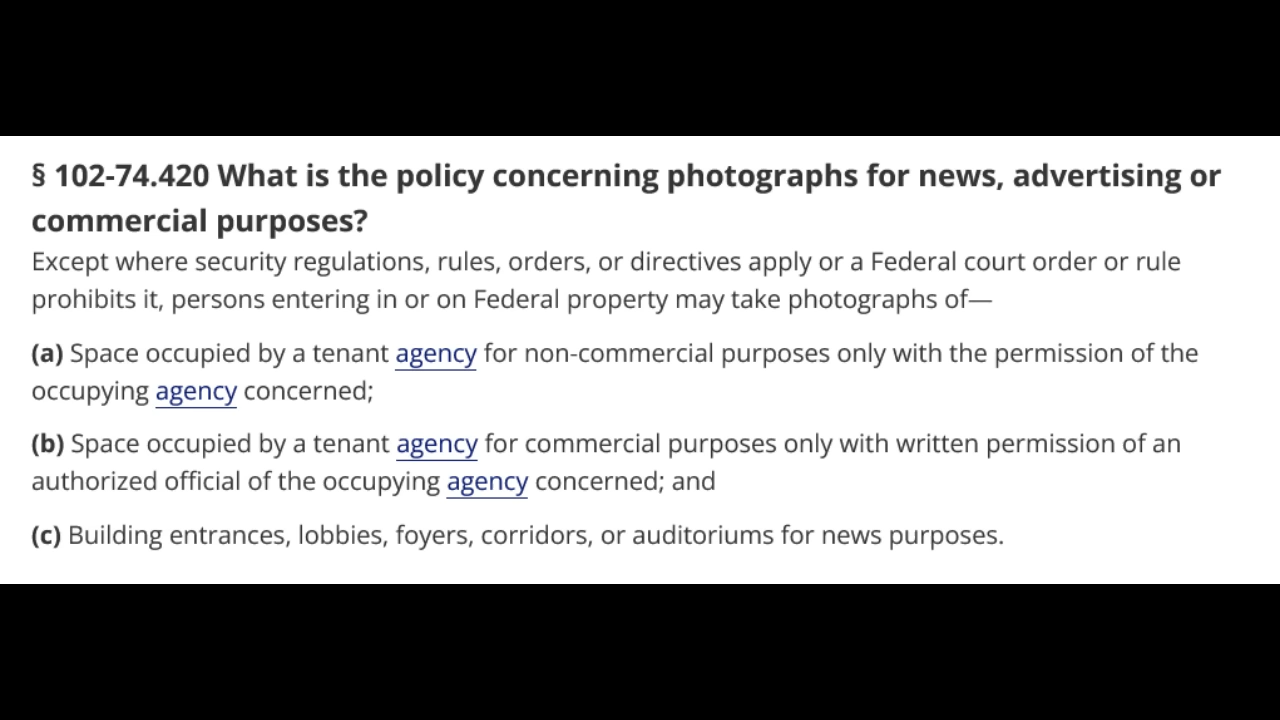 § 102-74.420 What is the policy concerning photographs for news, advertising or
commercial purposes?
Except where security regulations, rules, orders, or directives apply or a Federal court order or rule
prohibits it, persons entering in or on Federal property may take photographs of—
(a) Space occupied by a tenant agency for non-commercial purposes only with the permission of the
occupying agency concerned;
(b) Space occupied by a tenant agency for commercial purposes only with written permission of an
authorized official of the occupying agency concerned; and
(c) Building entrances, lobbies, foyers, corridors, or auditoriums for news purposes.